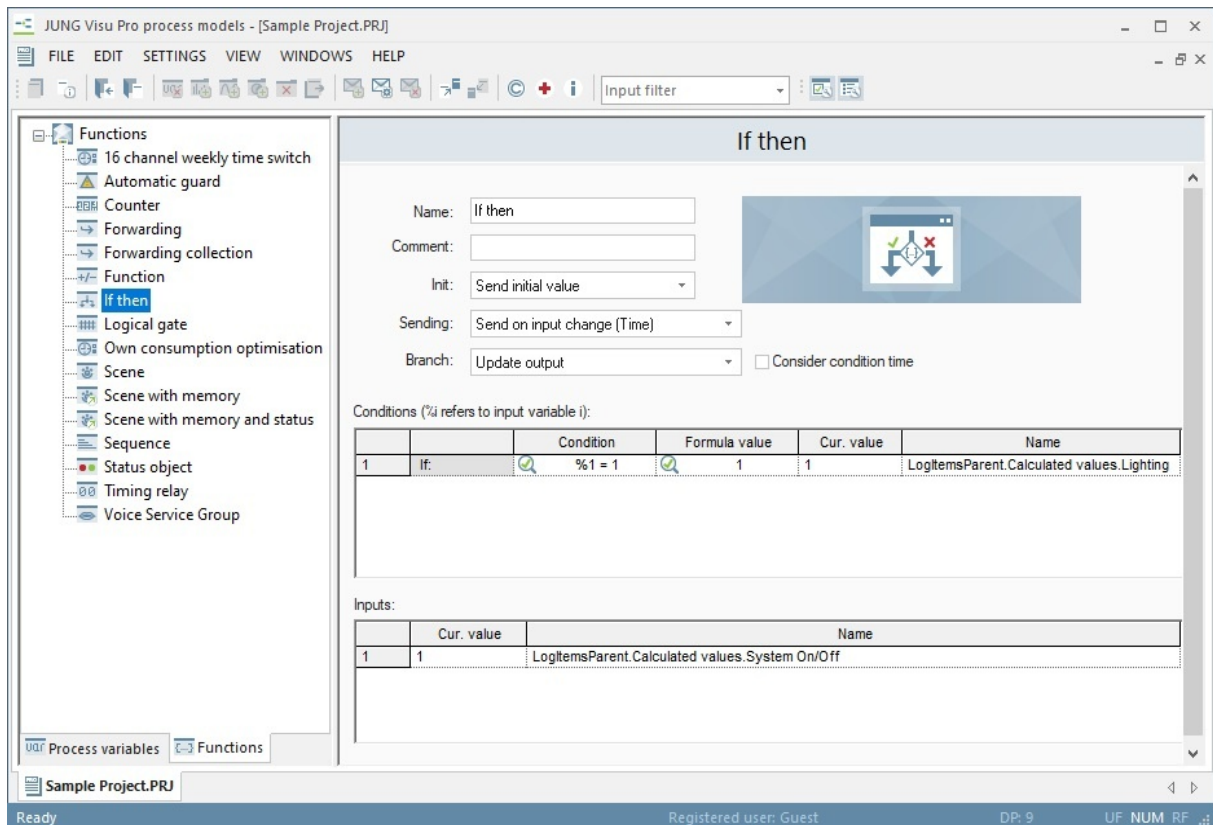 JUNG Visu Pro process models - [Sample Project.PRJ]
FILE EDIT SETTINGS VIEW WINDOWS HELP
Input filter
Functions
16 channel weekly time switch
Automatic guard
Counter
Forwarding
Forwarding collection
Function
If then
Logical gate
Own consumption optimisation
Scene
Scene with memory
Scene with memory and status
Sequence
Status object
Timing relay
Voice Service Group
Process variables Functions
If then
Name: If then
Comment:
Init: Send initial value
Sending: Send on input change (Time)
Branch: Update output Consider condition time
Conditions (%i refers to input variable i):
Condition Formula value Cur. value Name
1 If: %1 = 1 1 1 LogItemsParent.Calculated values.Lighting
Inputs:
Cur. value Name
1 1 LogItemsParent.Calculated values.System On/Off
Sample Project.PRJ
Ready Registered user: Guest DP: 9 UF NUM RF